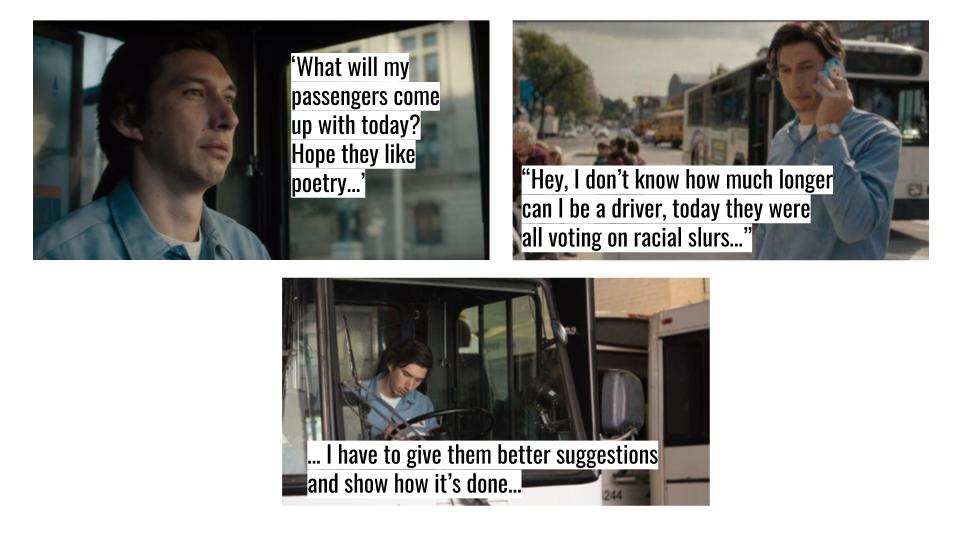 ‘What will my
passengers come
up with today?
Hope they like
poetry...’
“Hey, I don’t know how much longer
can I be a driver, today they were
all voting on racial slurs...”
... I have to give them better suggestions
and show how it’s done...
244